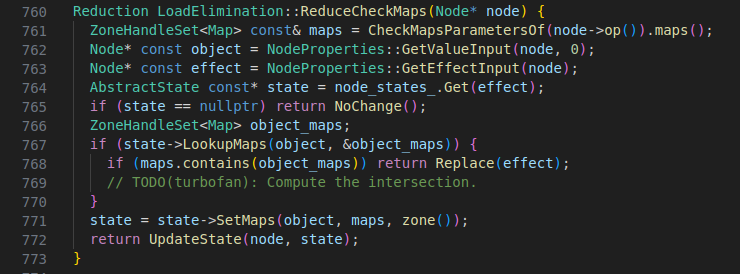 760 Reduction LoadElimination::ReduceCheckMaps(Node* node) {
761   ZoneHandleSet<Map> const& maps = CheckMapsParametersOf(node->op()).maps();
762   Node* const object = NodeProperties::GetValueInput(node, 0);
763   Node* const effect = NodeProperties::GetEffectInput(node);
764   AbstractState const* state = node_states_.Get(effect);
765   if (state == nullptr) return NoChange();
766   ZoneHandleSet<Map> object_maps;
767   if (state->LookupMaps(object, &object_maps)) {
768     if (maps.contains(object_maps)) return Replace(effect);
769     // TODO(turbofan): Compute the intersection.
770   }
771   state = state->SetMaps(object, maps, zone());
772   return UpdateState(node, state);
773 }